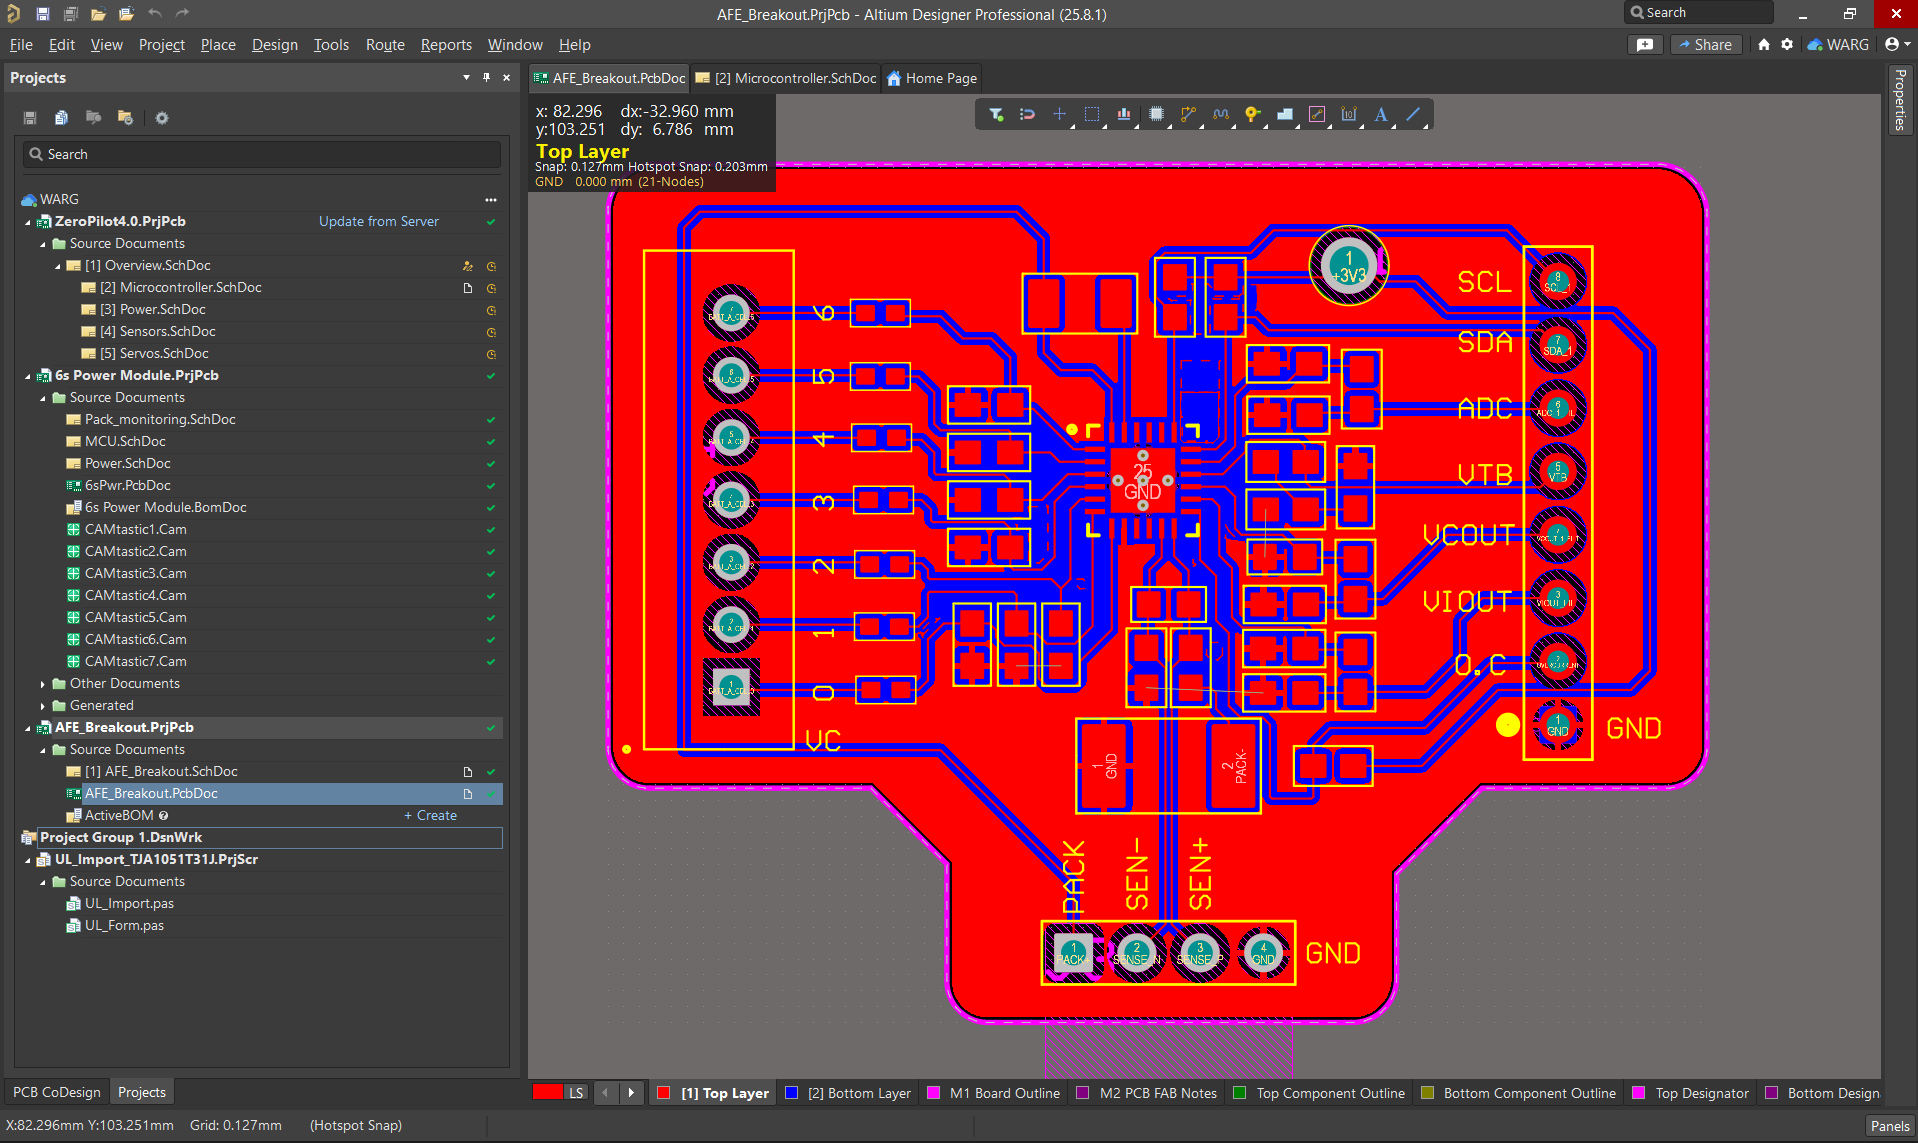 AFE_Breakout.PrjPcb - Altium Designer Professional (25.8.1)
Search
File Edit View Project Place Design Tools Route Reports Window Help
Share
WARG
Projects
Search
WARG
ZeroPilot4.0.PrjPcb Update from Server
Source Documents
[1] Overview.SchDoc
[2] Microcontroller.SchDoc
[3] Power.SchDoc
[4] Sensors.SchDoc
[5] Servos.SchDoc
6s Power Module.PrjPcb
Source Documents
Pack_monitoring.SchDoc
MCU.SchDoc
Power.SchDoc
6sPwr.PcbDoc
6s Power Module.BomDoc
CAMtastic1.Cam
CAMtastic2.Cam
CAMtastic3.Cam
CAMtastic4.Cam
CAMtastic5.Cam
CAMtastic6.Cam
CAMtastic7.Cam
Other Documents
Generated
AFE_Breakout.PrjPcb
Source Documents
[1] AFE_Breakout.SchDoc
AFE_Breakout.PcbDoc
ActiveBOM + Create
Project Group 1.DsnWrk
UL_Import_TJA1051T31J.PrjScr
Source Documents
UL_Import.pas
UL_Form.pas
PCB CoDesign Projects
AFE_Breakout.PcbDoc [2] Microcontroller.SchDoc Home Page
x: 82.296 dx:-32.960 mm
y:103.251 dy: 6.786 mm
Top Layer
Snap: 0.127mm Hotspot Snap: 0.203mm
GND 0.000 mm (21-Nodes)
Properties
1
+3V3
6
5
4
3
2
1
0
VC
25
GND
SCL
8
SCL_1
SDA
7
SDA_1
ADC
6
VTB
5
VTB
VCOUT
VIOUT
3
O.C
1
GND
GND
1
GND
2
PACK-
PACK
SEN-
SEN+
1
PACK+
2
SENSE_N
3
SENSE_P
4
GND
GND
LS
[1] Top Layer [2] Bottom Layer M1 Board Outline M2 PCB FAB Notes Top Component Outline Bottom Component Outline Top Designator Bottom Design
X:82.296mm Y:103.251mm Grid: 0.127mm (Hotspot Snap)
Panels